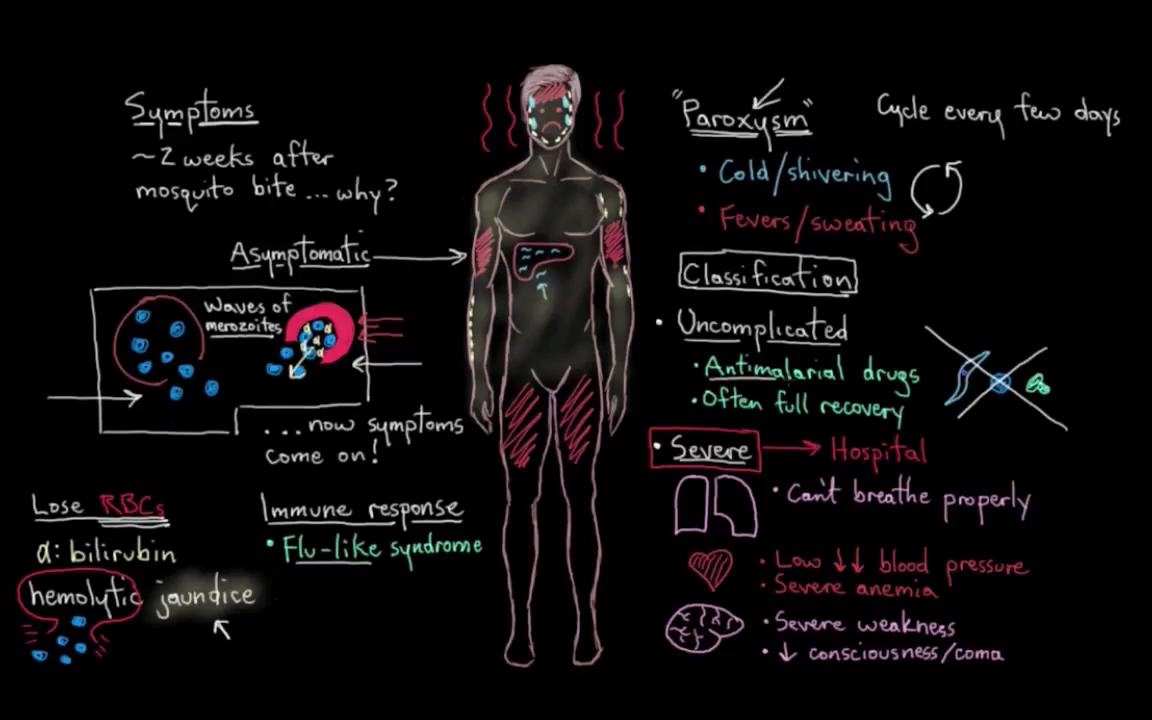 Symptoms
~2 weeks after
mosquito bite ... why?
Asymptomatic
Waves of
merozoites
...now symptoms
come on!
Lose RBCs
α: bilirubin
hemolytic jaundice
Immune response
• Flu-like syndrome
"Paroxysm"
Cycle every few days
• Cold/shivering
• Fevers/sweating
Classification
• Uncomplicated
• Antimalarial drugs
• Often full recovery
• Severe → Hospital
• Can't breathe properly
• Low ↓↓ blood pressure
• Severe anemia
• Severe weakness
• ↓ consciousness/coma